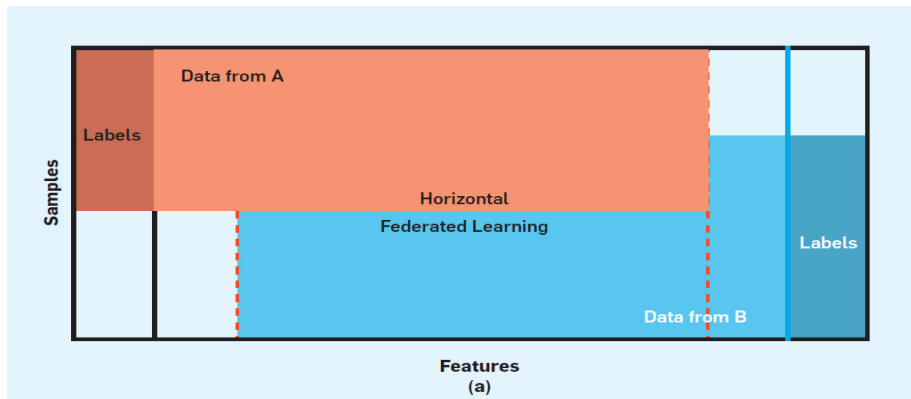 Data from A
Labels
Samples
Horizontal
Federated Learning
Labels
Data from B
Features
(a)